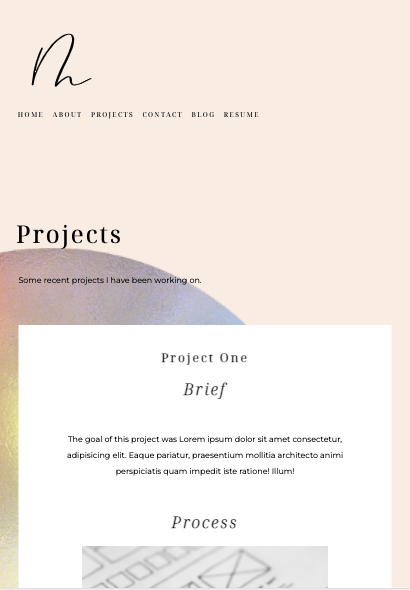 HOME ABOUT PROJECTS CONTACT BLOG RESUME
Projects
Some recent projects I have been working on.
Project One
Brief
The goal of this project was Lorem ipsum dolor sit amet consectetur,
adipisicing elit. Eaque pariatur, praesentium mollitia architecto animi
perspiciatis quam impedit iste ratione! Illum!
Process